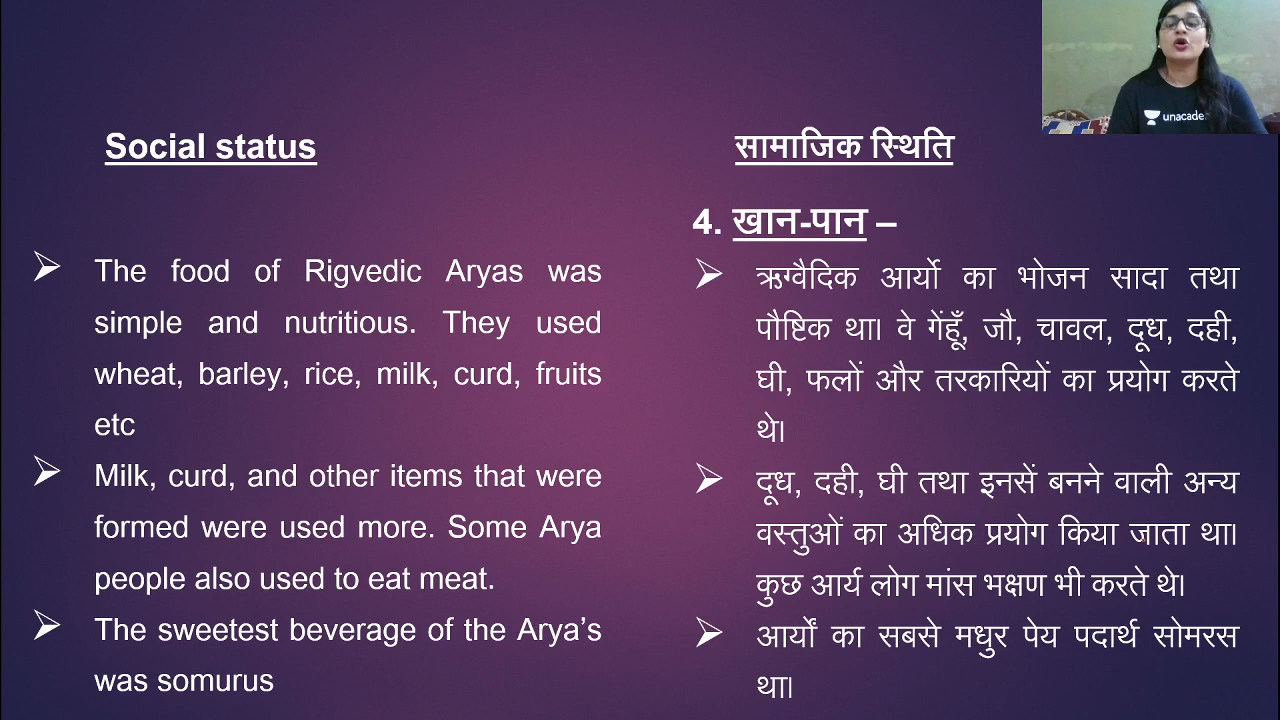 Social status
The food of Rigvedic Aryas was
simple and nutritious. They used
wheat, barley, rice, milk, curd, fruits
etc
Milk, curd, and other items that were
formed were used more. Some Arya
people also used to eat meat.
The sweetest beverage of the Arya's
was somurus
सामाजिक स्थिति
4. खान-पान –
ऋग्वैदिक आर्यो का भोजन सादा तथा
पौष्टिक था। वे गेंहूँ, जौ, चावल, दूध, दही,
घी, फलों और तरकारियों का प्रयोग करते
थे।
दूध, दही, घी तथा इनसें बनने वाली अन्य
वस्तुओं का अधिक प्रयोग किया जाता था।
कुछ आर्य लोग मांस भक्षण भी करते थे।
आर्यों का सबसे मधुर पेय पदार्थ सोमरस
था।